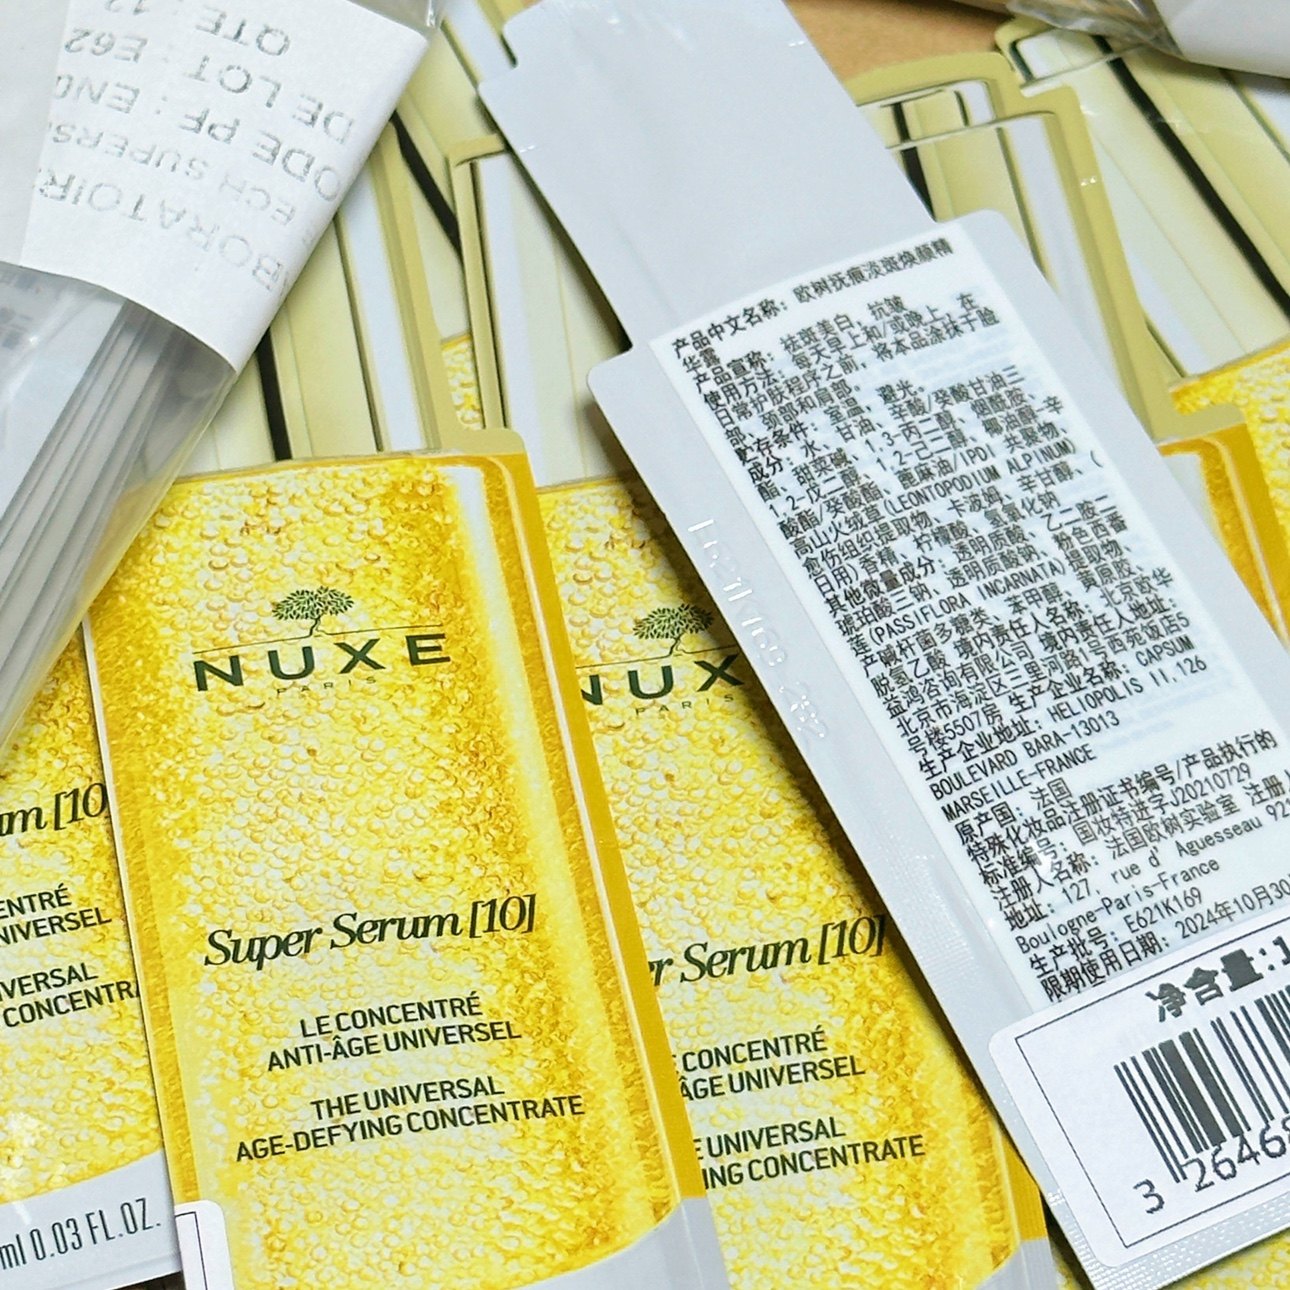 QTE : 12
DE LOT : E62
ODE PF : ENG
ECH SUPERS
BORATOIR
NUXE
PARIS
Super Serum [10]
LE CONCENTRÉ
ANTI-ÂGE UNIVERSEL
THE UNIVERSAL
AGE-DEFYING CONCENTRATE
NUX
PARIS
er Serum [10]
CONCENTRÉ
ÂGE UNIVERSEL
E UNIVERSAL
ING CONCENTRATE
um [10]
ENTRÉ
NIVERSEL
IVERSAL
CONCENTRA
ml 0.03 FL.OZ.
产品中文名称：欧树抚痕淡斑焕颜精
华露
产品宣称：祛斑美白、抗皱
使用方法：每天早上和/或晚上，在
日常护肤程序之前，将本品涂抹于脸
部、颈部和肩部。
贮存条件：室温，避光。
成分：水、甘油、辛酸/癸酸甘油三
酯、甜菜碱、1,3-丙二醇、烟酰胺、
1,2-戊二醇、1,2-己二醇、椰油醇-辛
酸酯/癸酸酯、蓖麻油/IPDI 共聚物、
高山火绒草(LEONTOPODIUM ALPINUM)
愈伤组织提取物、卡波姆、辛甘醇、(
日用)香精、柠檬酸、氢氧化钠
其他微量成分：透明质酸、乙二胺二
琥珀酸三钠、透明质酸钠、粉色西番
莲(PASSIFLORA INCARNATA)提取物、
产碱杆菌多糖类、苯甲醇、黄原胶、
脱氢乙酸 境内责任人名称：北京欧华
益鸿咨询有限公司 境内责任人地址：
北京市海淀区三里河路1号西苑饭店5
号楼5507房 生产企业名称：CAPSUM
生产企业地址：HELIOPOLIS II,126
BOULEVARD BARA-13013
MARSEILLE-FRANCE
原产国：法国
特殊化妆品注册证书编号/产品执行的
标准编号：国妆特进字J20210729
注册人名称：法国欧树实验室 注册
地址：127, rue d' Aguesseau 92
Boulogne-Paris-France
生产批号：E621K169
限期使用日期：2024年10月30
净含量：1
3 26468